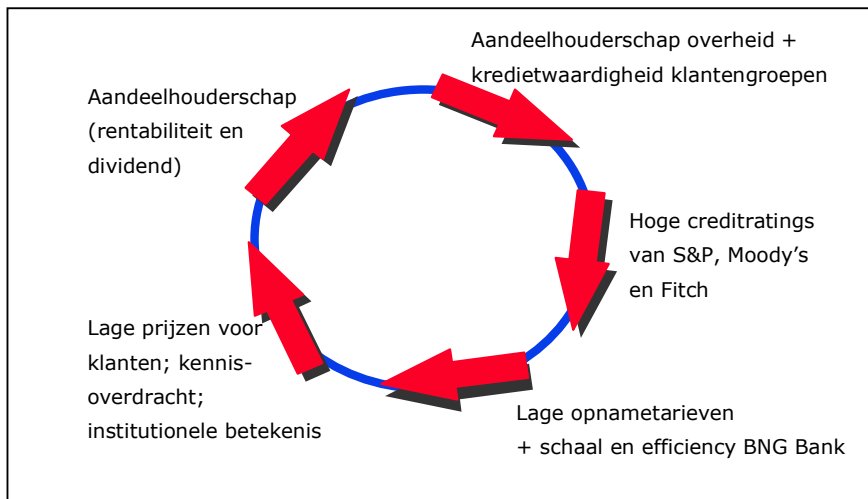 Aandeelhouderschap overheid +
kredietwaardigheid klantengroepen
Hoge creditratings
van S&P, Moody’s
en Fitch
Lage opnametarieven
+ schaal en efficiency BNG Bank
Lage prijzen voor
klanten; kennis-
overdracht;
institutionele betekenis
Aandeelhouderschap
(rentabiliteit en
dividend)